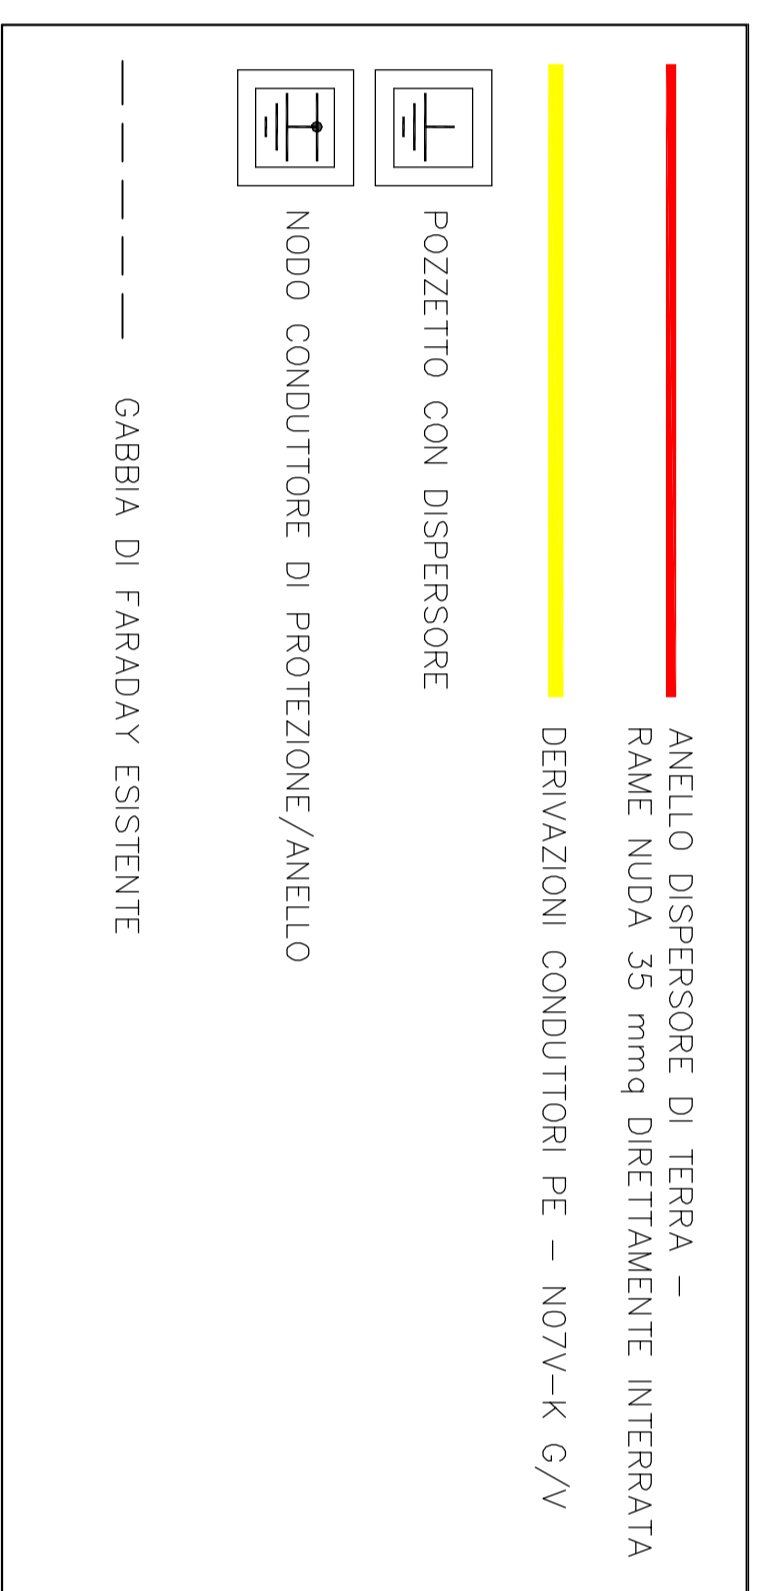 ANELLO DISPERSORE DI TERRA –
RAME NUDA 35 mmq DIRETTAMENTE INTERRATA
DERIVAZIONI CONDUTTORI PE – N07V–K G/V
POZZETTO CON DISPERSORE
NODO CONDUTTORE DI PROTEZIONE/ANELLO
GABBIA DI FARADAY ESISTENTE